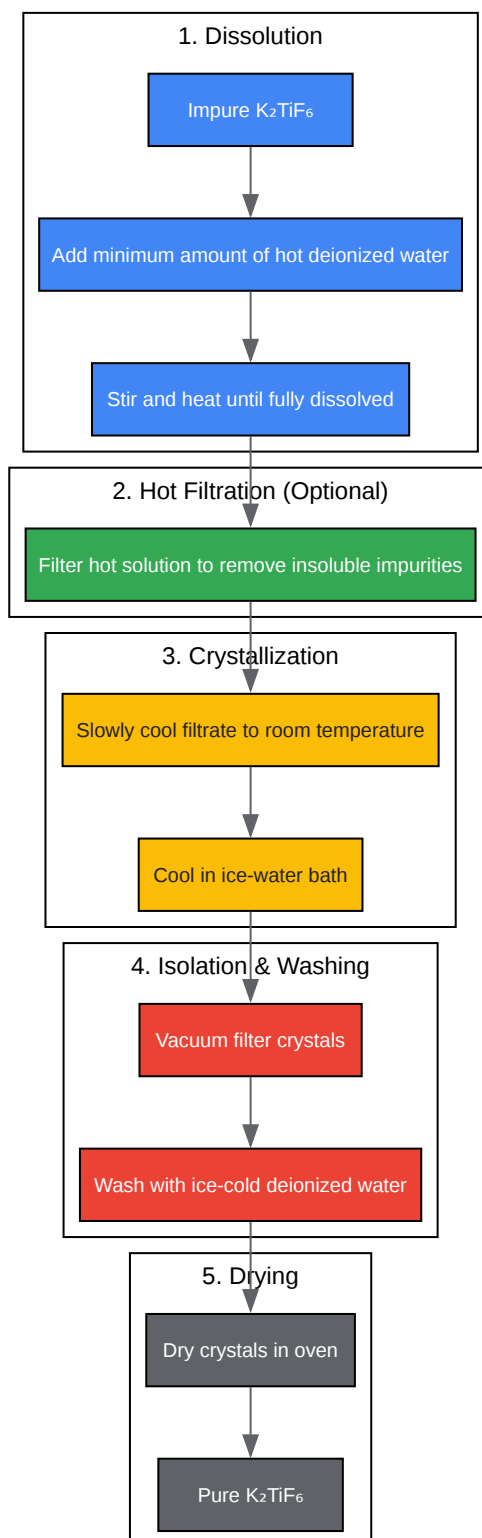 1. Dissolution
Impure K₂TiF₆
Add minimum amount of hot deionized water
Stir and heat until fully dissolved
2. Hot Filtration (Optional)
Filter hot solution to remove insoluble impurities
3. Crystallization
Slowly cool filtrate to room temperature
Cool in ice-water bath
4. Isolation & Washing
Vacuum filter crystals
Wash with ice-cold deionized water
5. Drying
Dry crystals in oven
Pure K₂TiF₆